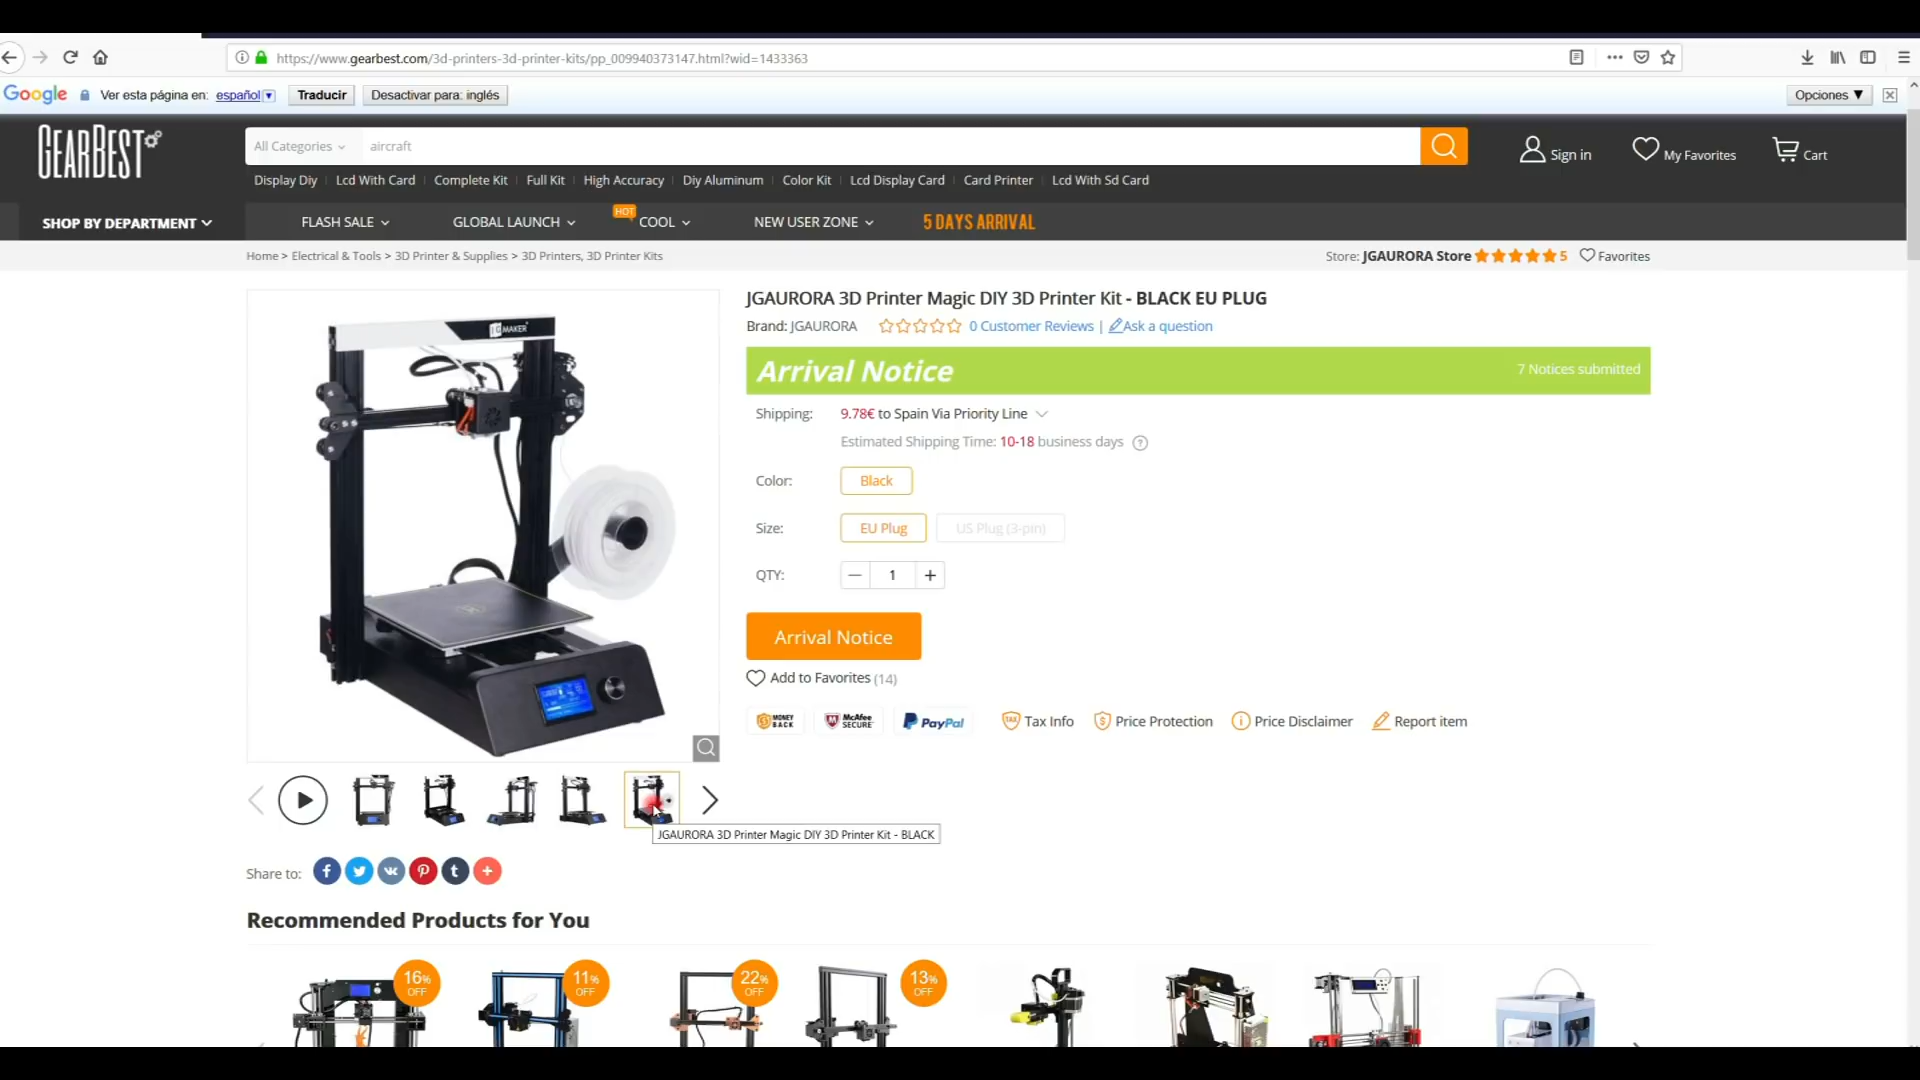 https://www.gearbest.com/3d-printers-3d-printer-kits/pp_009940373147.html?wid=1433363
Google Ver esta página en: español Traducir Desactivar para: inglés Opciones ▼
GEARBEST
All Categories aircraft
Sign in My Favorites Cart
Display Diy Lcd With Card Complete Kit Full Kit High Accuracy Diy Aluminum Color Kit Lcd Display Card Card Printer Lcd With Sd Card
SHOP BY DEPARTMENT FLASH SALE GLOBAL LAUNCH HOT COOL NEW USER ZONE 5 DAYS ARRIVAL
Home > Electrical & Tools > 3D Printer & Supplies > 3D Printers, 3D Printer Kits
Store: JGAURORA Store 5 Favorites
JGAURORA 3D Printer Magic DIY 3D Printer Kit - BLACK EU PLUG
Brand: JGAURORA 0 Customer Reviews | Ask a question
Arrival Notice 7 Notices submitted
Shipping: 9.78€ to Spain Via Priority Line
Estimated Shipping Time: 10-18 business days ?
Color: Black
Size: EU Plug US Plug (3-pin)
QTY: — 1 +
Arrival Notice
Add to Favorites (14)
MONEY BACK McAfee SECURE PayPal TAX Tax Info Price Protection Price Disclaimer Report item
MAKER
JGAURORA 3D Printer Magic DIY 3D Printer Kit - BLACK
Share to:
Recommended Products for You
16% OFF
11% OFF
22% OFF
13% OFF